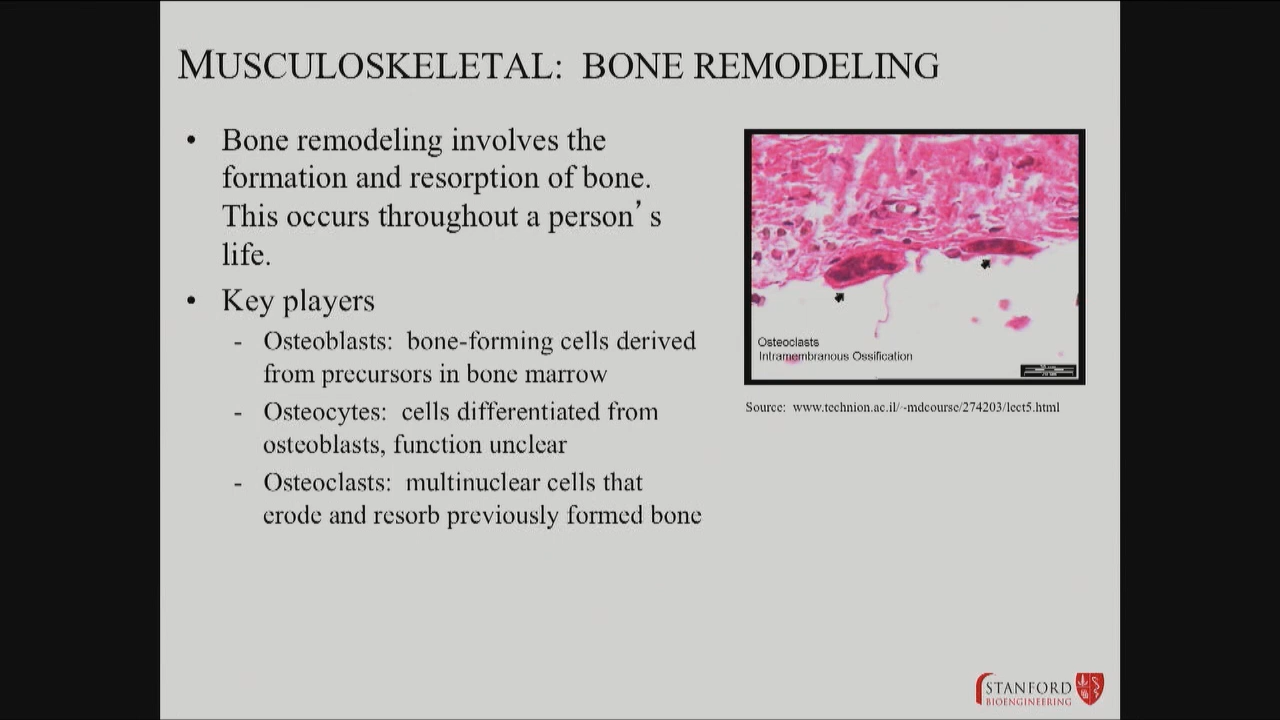 MUSCULOSKELETAL: BONE REMODELING
• Bone remodeling involves the
formation and resorption of bone.
This occurs throughout a person’s
life.
• Key players
- Osteoblasts: bone-forming cells derived
from precursors in bone marrow
- Osteocytes: cells differentiated from
osteoblasts, function unclear
- Osteoclasts: multinuclear cells that
erode and resorb previously formed bone
Osteoclasts
Intramembranous Ossification
Source: www.technion.ac.il/~mdcourse/274203/lect5.html
STANFORD
BIOENGINEERING